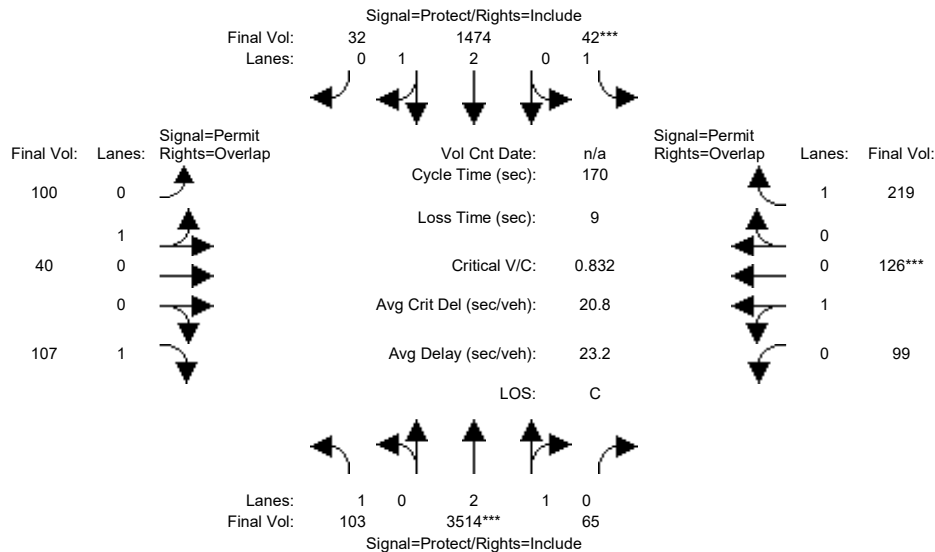 Signal=Protect/Rights=Include
Final Vol: 32 1474 42***
Lanes: 0 1 2 0 1
Signal=Permit
Final Vol: Lanes: Rights=Overlap
Vol Cnt Date: n/a
Signal=Permit
Rights=Overlap Lanes: Final Vol:
Cycle Time (sec): 170
100 0
1 219
Loss Time (sec): 9
1
0
40 0
Critical V/C: 0.832
0 126***
0
Avg Crit Del (sec/veh): 20.8
1
107 1
Avg Delay (sec/veh): 23.2
0 99
LOS: C
Lanes: 1 0 2 1 0
Final Vol: 103 3514*** 65
Signal=Protect/Rights=Include